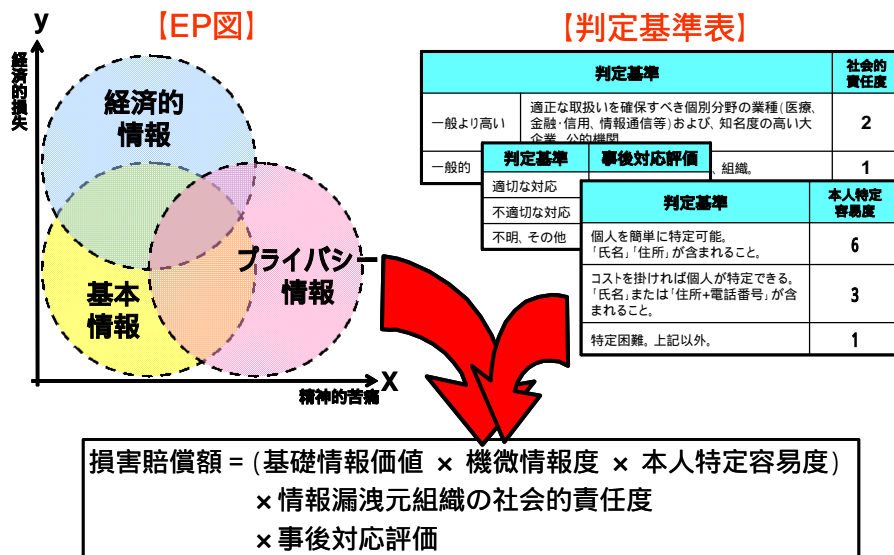 【EP図】
y
経済的損失
経済的
情報
プライバシー
情報
基本
情報
X
精神的苦痛
【判定基準表】
判定基準
社会的
責任度
一般より高い
適正な取扱いを確保すべき個別分野の業種(医療、
金融・信用、情報通信等)および、知名度の高い大
企業、公的機関
2
一般的
、組織。
1
判定基準
事後対応評価
適切な対応
不適切な対応
不明、その他
判定基準
本人特定
容易度
個人を簡単に特定可能。
「氏名」「住所」が含まれること。
6
コストを掛ければ個人が特定できる。
「氏名」または「住所+電話番号」が含
まれること。
3
特定困難。上記以外。
1
損害賠償額 = (基礎情報価値 × 機微情報度 × 本人特定容易度)
× 情報漏洩元組織の社会的責任度
× 事後対応評価